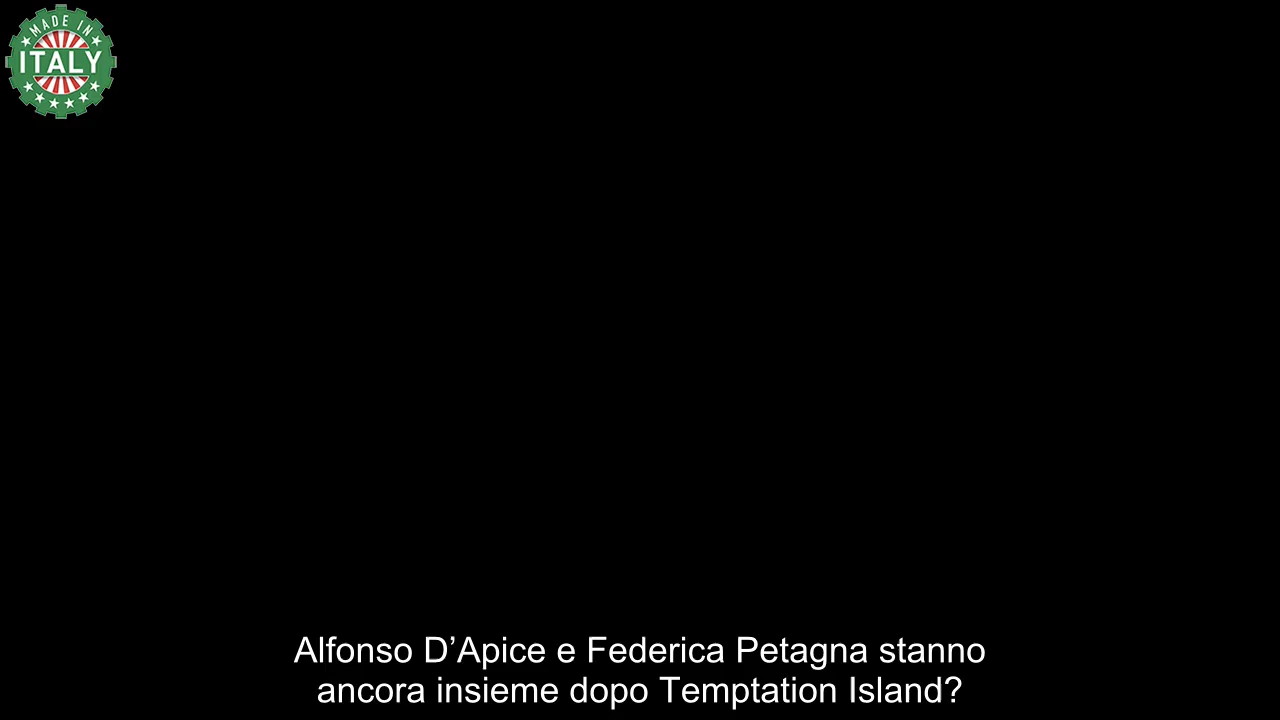 MADE IN
ITALY
Alfonso D’Apice e Federica Petagna stanno
ancora insieme dopo Temptation Island?